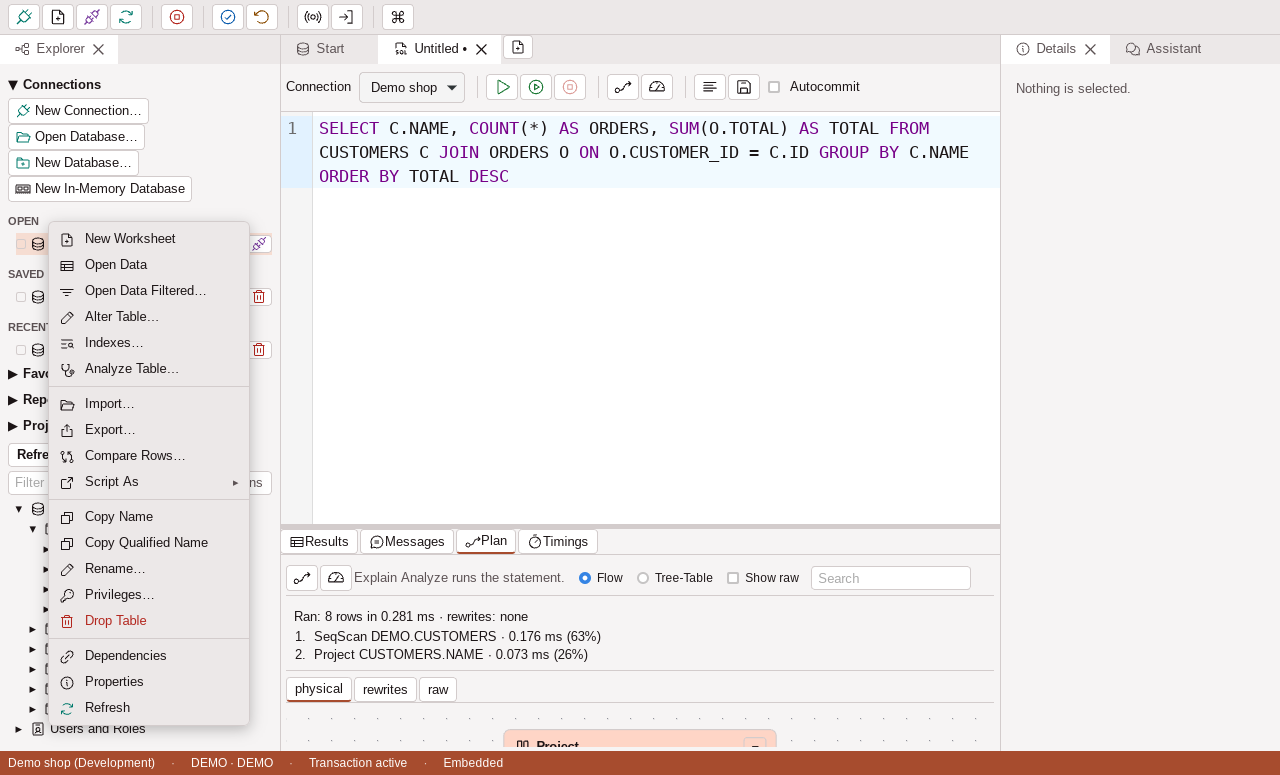 Explorer
Start
Untitled •
Details
Assistant
Connections
New Connection…
Open Database…
New Database…
New In-Memory Database
OPEN
SAVED
RECENT
Refre
Filter
ns
Users and Roles
New Worksheet
Open Data
Open Data Filtered…
Alter Table…
Indexes…
Analyze Table…
Import…
Export…
Compare Rows…
Script As
Copy Name
Copy Qualified Name
Rename…
Privileges…
Drop Table
Dependencies
Properties
Refresh
Connection
Demo shop
Autocommit
1
SELECT C.NAME, COUNT(*) AS ORDERS, SUM(O.TOTAL) AS TOTAL FROM
CUSTOMERS C JOIN ORDERS O ON O.CUSTOMER_ID = C.ID GROUP BY C.NAME
ORDER BY TOTAL DESC
Results
Messages
Plan
Timings
Explain Analyze runs the statement.
Flow
Tree-Table
Show raw
Search
Ran: 8 rows in 0.281 ms · rewrites: none
1. SeqScan DEMO.CUSTOMERS · 0.176 ms (63%)
2. Project CUSTOMERS.NAME · 0.073 ms (26%)
physical
rewrites
raw
Project
Nothing is selected.
Demo shop (Development) · DEMO · DEMO · Transaction active · Embedded